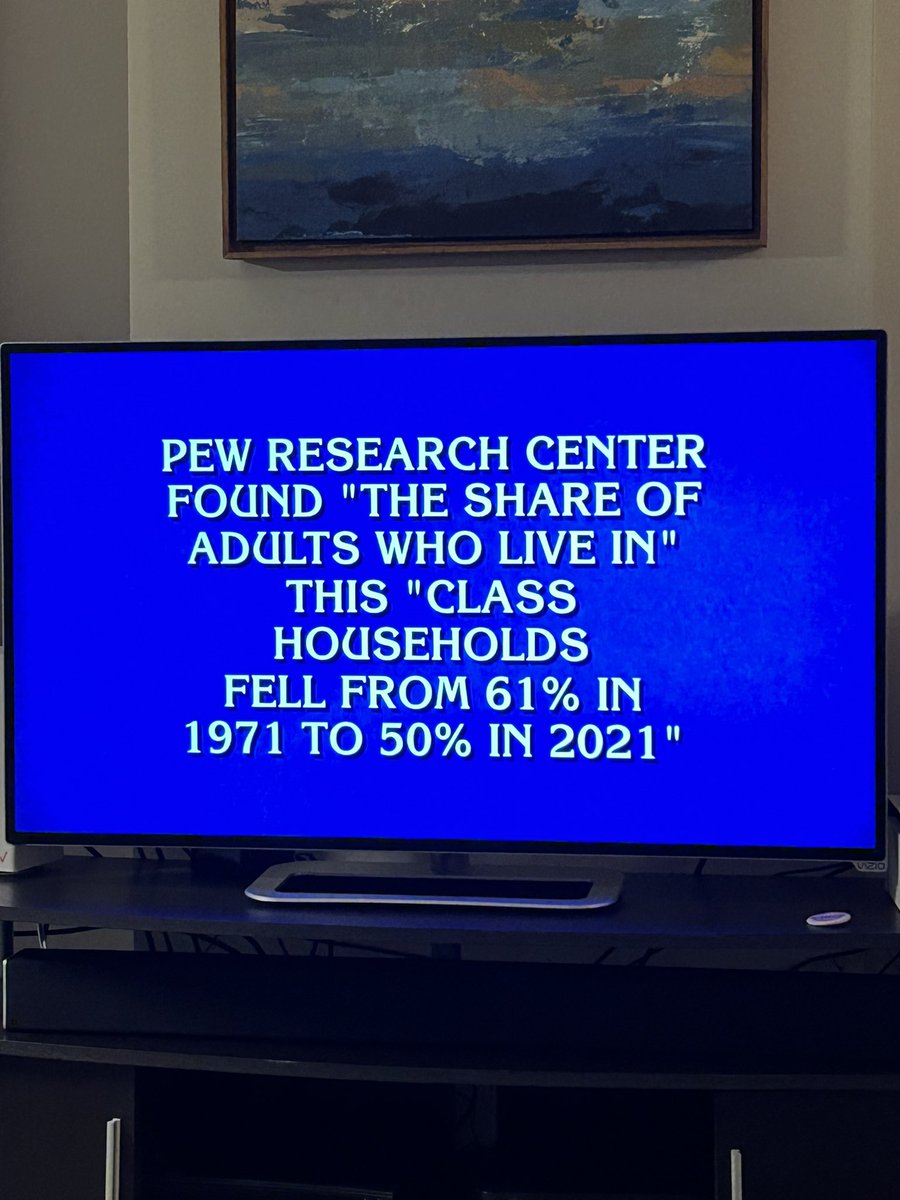 PEW RESEARCH CENTER
FOUND "THE SHARE OF
ADULTS WHO LIVE IN"
THIS "CLASS
HOUSEHOLDS
FELL FROM 61% IN
1971 TO 50% IN 2021"
VIZIO